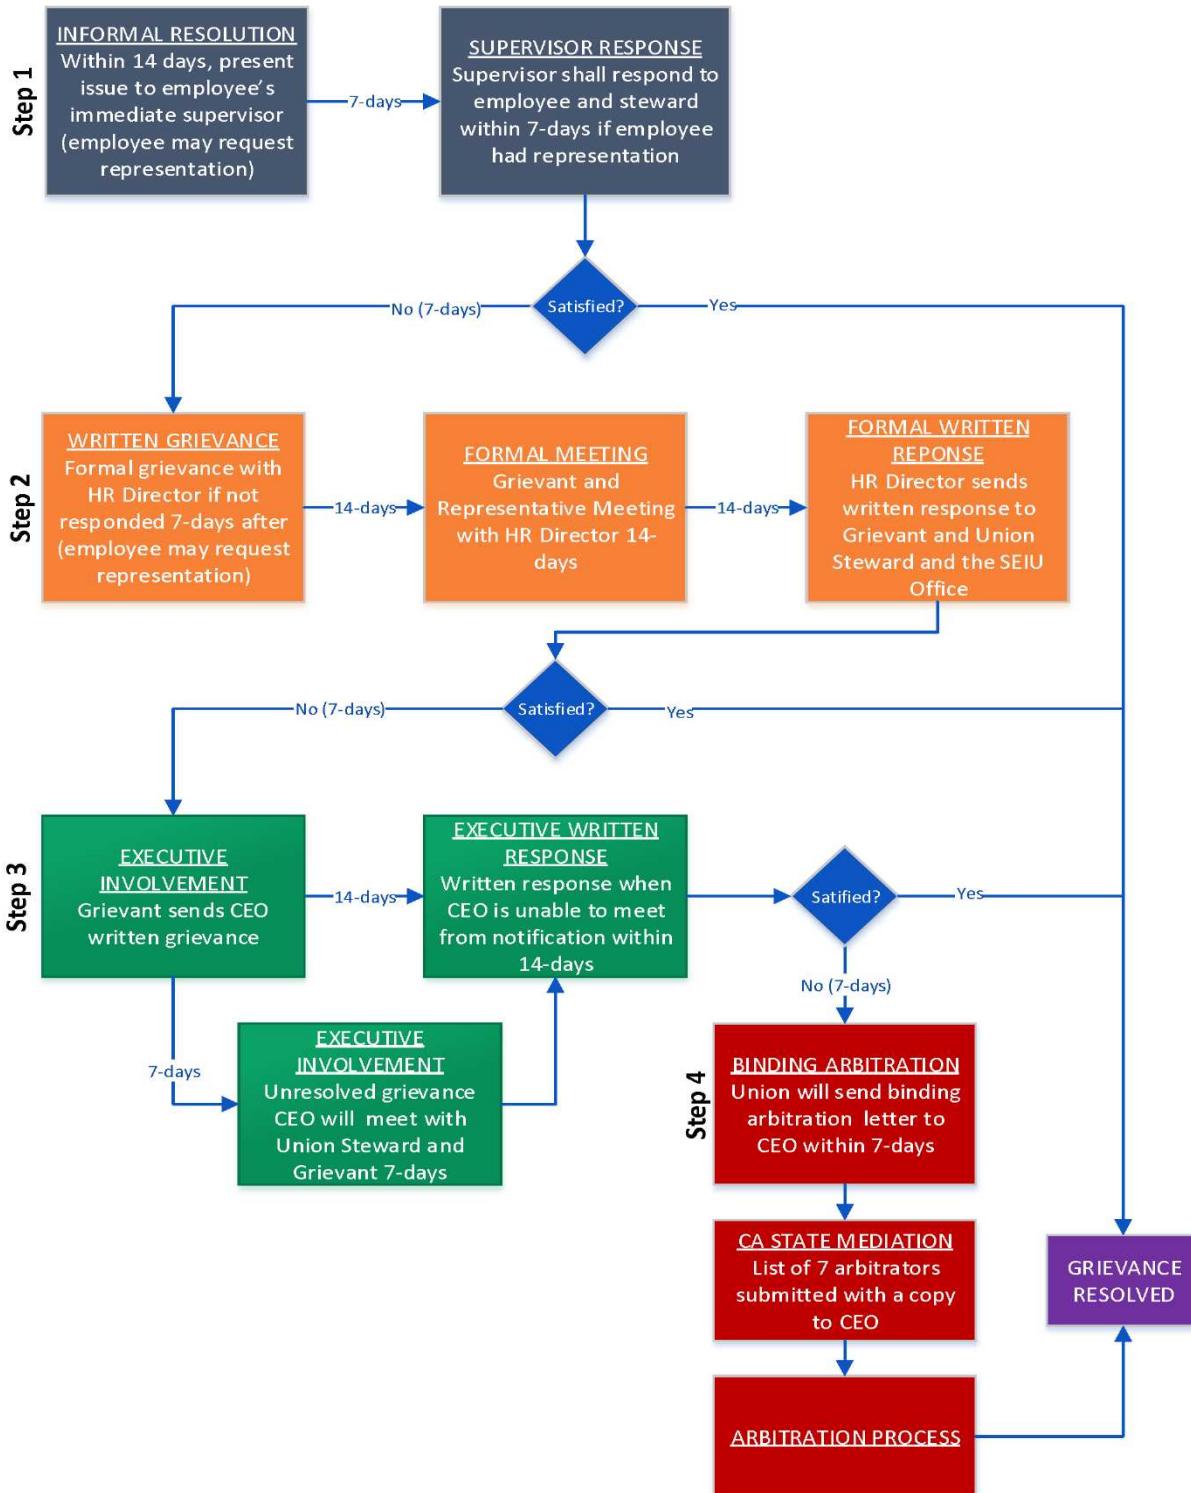 Step 1
INFORMAL RESOLUTION
Within 14 days, present
issue to employee's
immediate supervisor
(employee may request
representation)
7-days
SUPERVISOR RESPONSE
Supervisor shall respond to
employee and steward
within 7-days if employee
had representation
Satisfied?
No (7-days)
Yes
Step 2
WRITTEN GRIEVANCE
Formal grievance with
HR Director if not
responded 7-days after
(employee may request
representation)
14-days
FORMAL MEETING
Grievant and
Representative Meeting
with HR Director 14-
days
14-days
FORMAL WRITTEN
REPONSE
HR Director sends
written response to
Grievant and Union
Steward and the SEIU
Office
Satisfied?
No (7-days)
Yes
Step 3
EXECUTIVE
INVOLVEMENT
Grievant sends CEO
written grievance
14-days
EXECUTIVE WRITTEN
RESPONSE
Written response when
CEO is unable to meet
from notification within
14-days
Satified?
Yes
No (7-days)
7-days
EXECUTIVE
INVOLVEMENT
Unresolved grievance
CEO will meet with
Union Steward and
Grievant 7-days
Step 4
BINDING ARBITRATION
Union will send binding
arbitration letter to
CEO within 7-days
CA STATE MEDIATION
List of 7 arbitrators
submitted with a copy
to CEO
GRIEVANCE
RESOLVED
ARBITRATION PROCESS